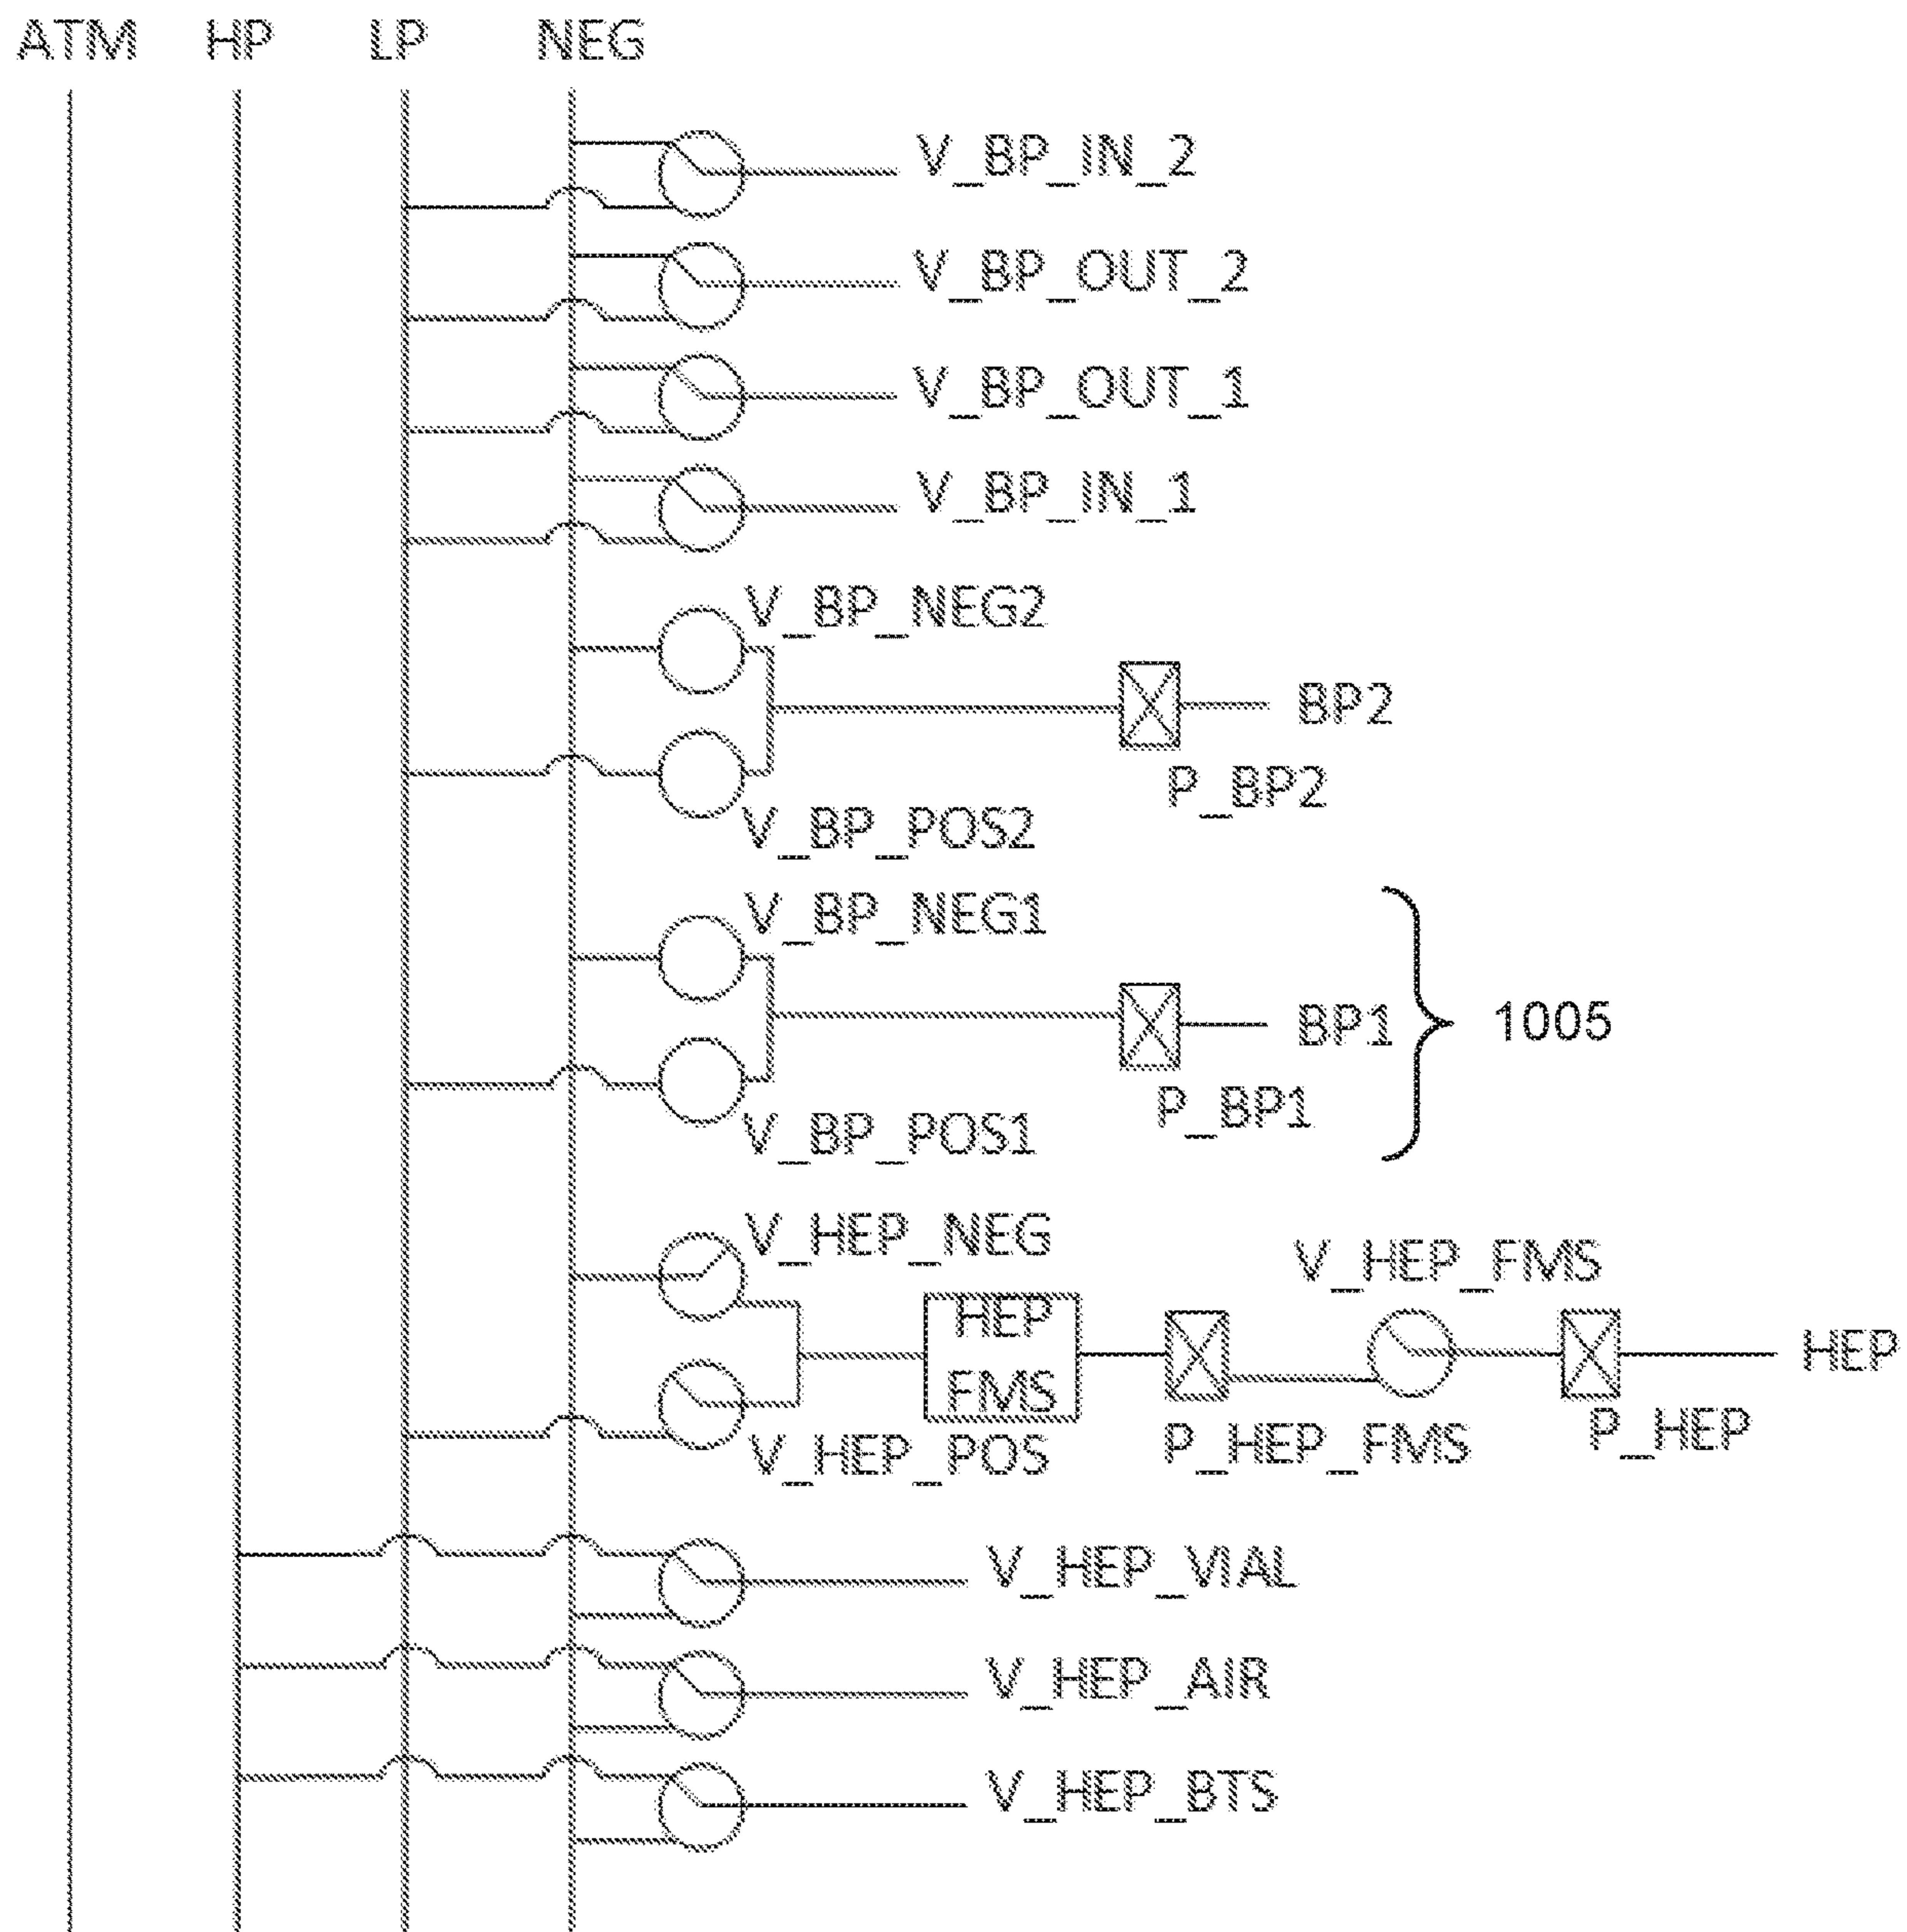 ATM HP LP NEG
V_BP_IN_2
V_BP_OUT_2
V_BP_OUT_1
V_BP_IN_1
V_BP_NEG2
BP2
P_BP2
V_BP_POS2
V_BP_NEG1
BP1
1005
P_BP1
V_BP_POS1
V_HEP_NEG
V_HEP_FMS
HEP
FMS
HEP
P_HEP
P_HEP_FMS
V_HEP_POS
V_HEP_VIAL
V_HEP_AIR
V_HEP_BTS